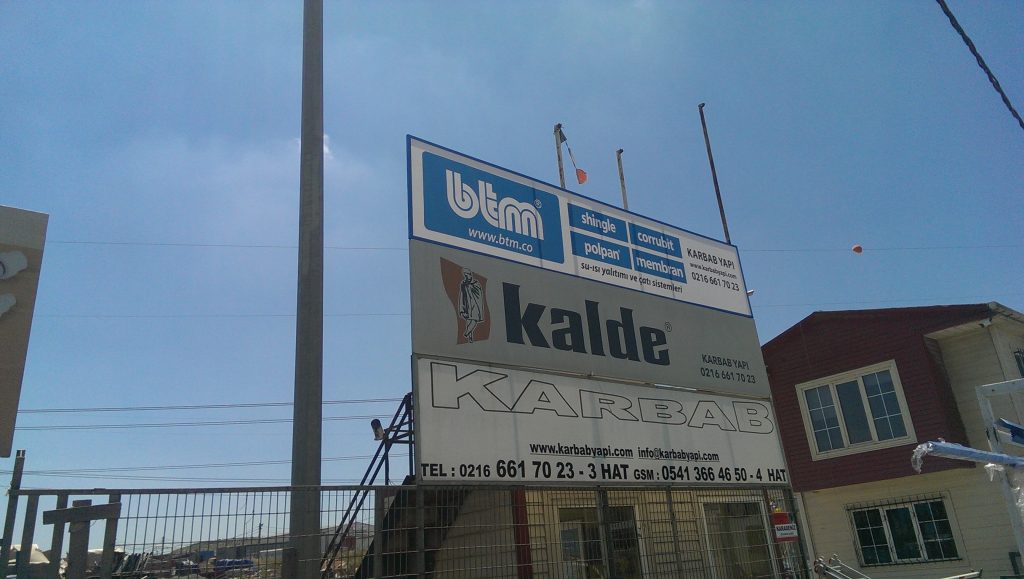 btm®
www.btm.co
shingle
corrubit
polpan
membran
su-ısı yalıtımı ve çatı sistemleri
KARBAB YAPI
www.karbabyapi.com
0216 661 70 23
kalde®
KARBAB YAPI
0216 661 70 23
KARBAB
www.karbabyapi.com info@karbabyapi.com
TEL : 0216 661 70 23 - 3 HAT GSM : 0541 366 46 50 - 4 HAT